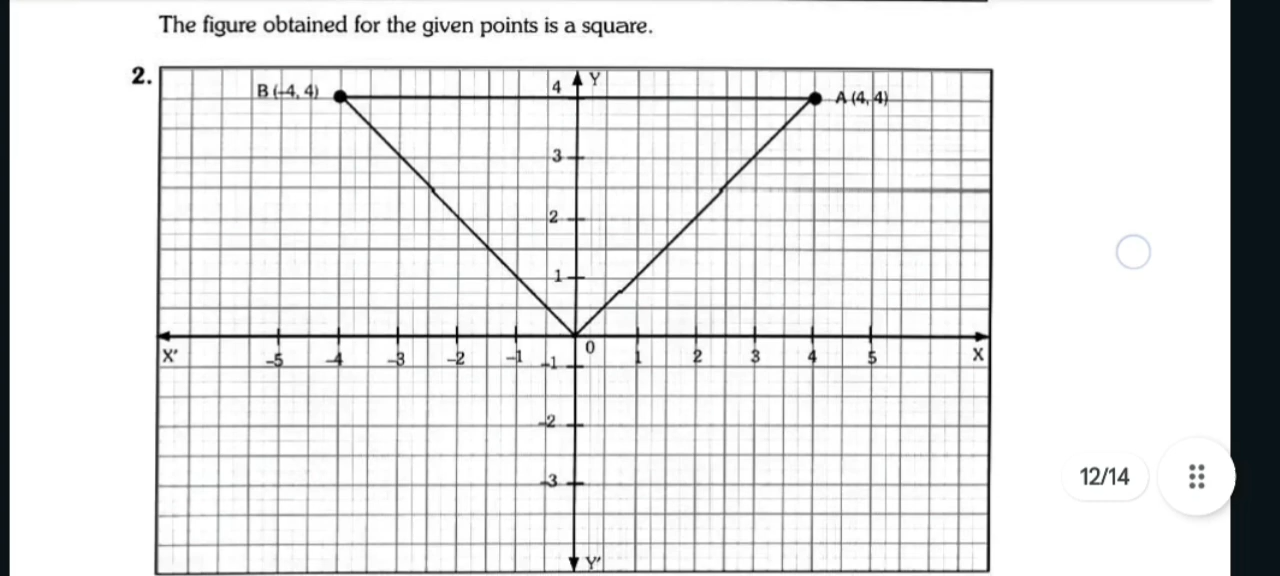 The figure obtained for the given points is a square.
2.
B (-4, 4)
4
Y
A (4, 4)
3
2
1
X'
-5
-4
-3
-2
-1
0
1
2
3
4
5
X
-1
-2
-3
Y'
12/14